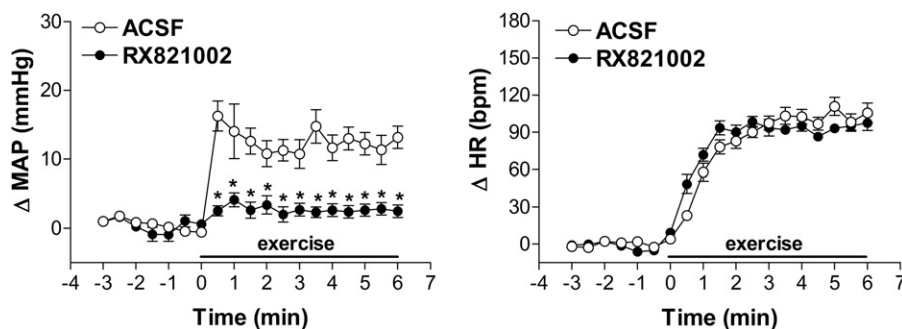 ACSF
RX821002
Δ MAP (mmHg)
30
20
10
0
* * * * * * * * * * * *
exercise
-4 -3 -2 -1 0 1 2 3 4 5 6 7
Time (min)
ACSF
RX821002
Δ HR (bpm)
180
150
120
90
60
30
0
exercise
-4 -3 -2 -1 0 1 2 3 4 5 6 7
Time (min)